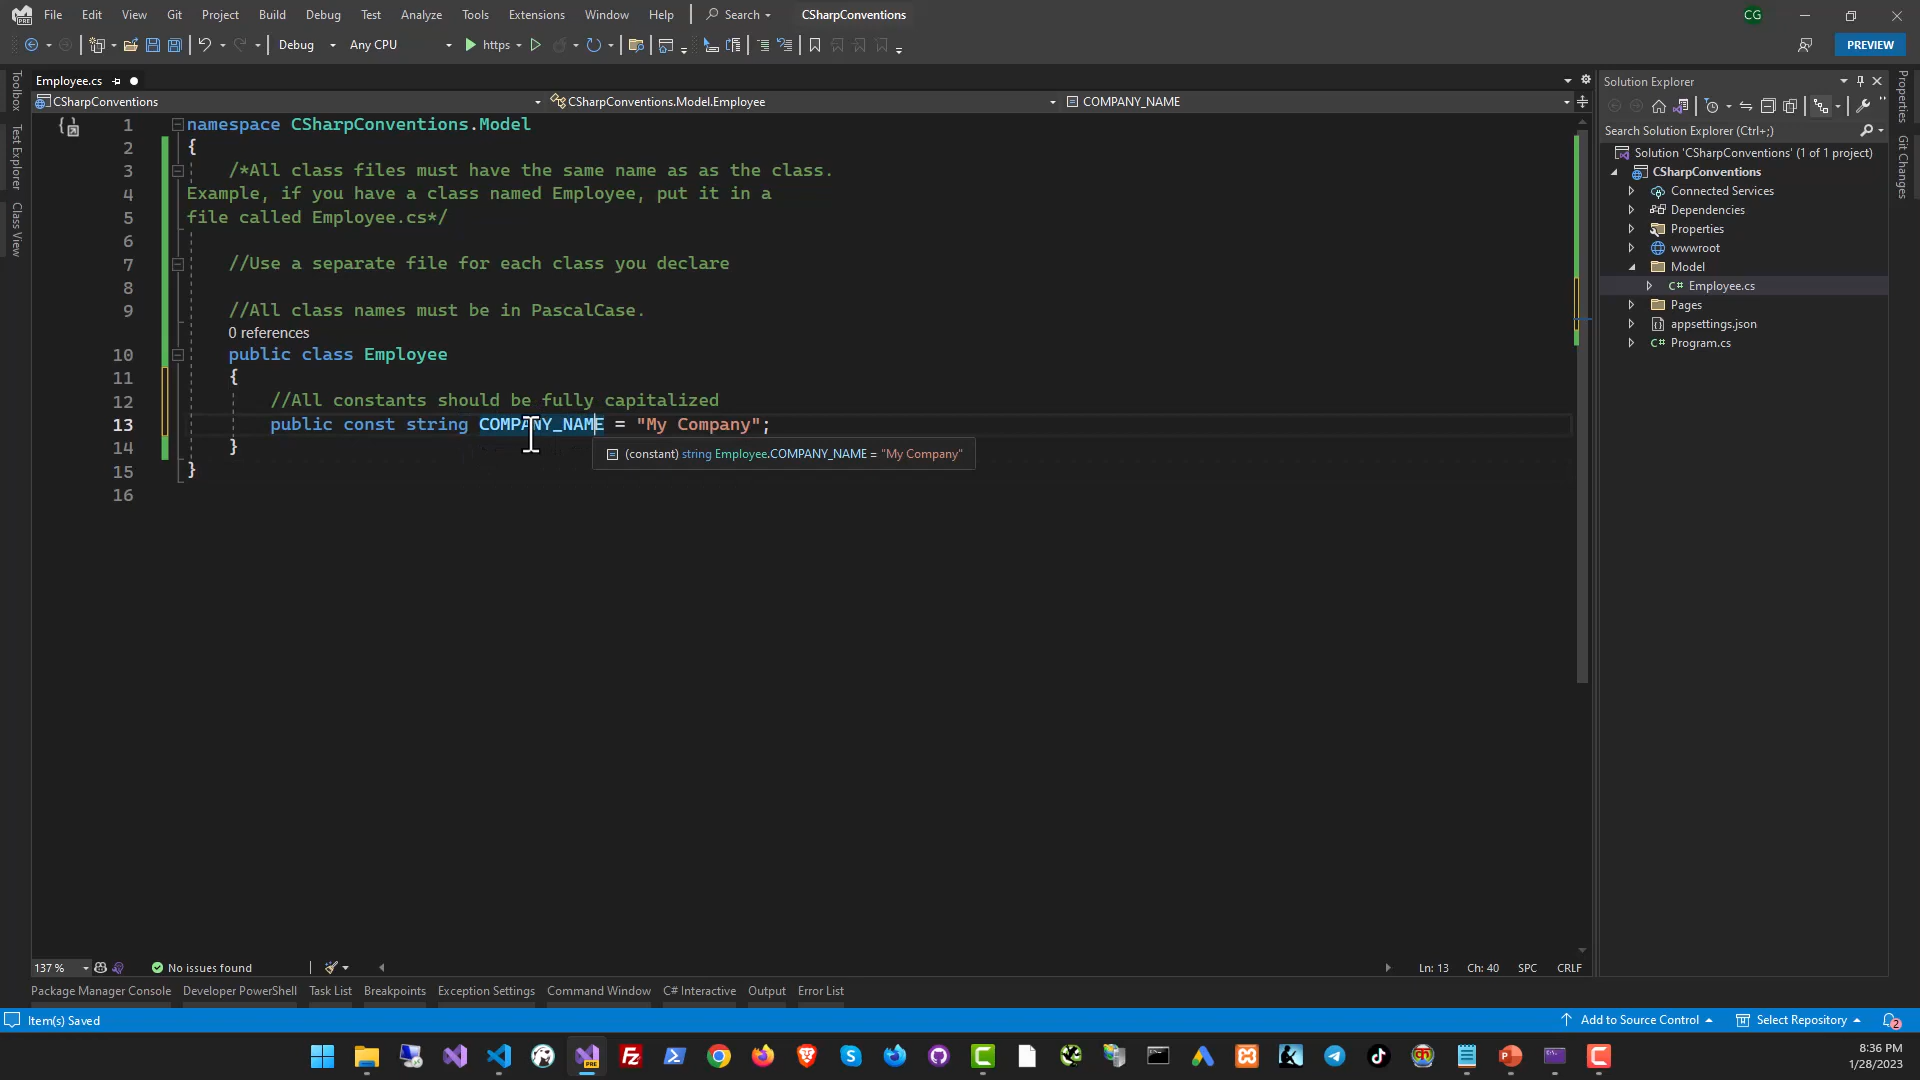 File Edit View Git Project Build Debug Test Analyze Tools Extensions Window Help Search CSharpConventions CG
Debug Any CPU https PREVIEW
Employee.cs
Solution Explorer
CSharpConventions CSharpConventions.Model.Employee COMPANY_NAME
Search Solution Explorer (Ctrl+;)
Solution 'CSharpConventions' (1 of 1 project)
CSharpConventions
Connected Services
Dependencies
Properties
wwwroot
Model
C# Employee.cs
Pages
appsettings.json
C# Program.cs
Toolbox
Test Explorer
Class View
Properties
Git Changes
1 namespace CSharpConventions.Model
2 {
3 /*All class files must have the same name as as the class.
4 Example, if you have a class named Employee, put it in a
5 file called Employee.cs*/
6
7 //Use a separate file for each class you declare
8
9 //All class names must be in PascalCase.
0 references
10 public class Employee
11 {
12 //All constants should be fully capitalized
13 public const string COMPANY_NAME = "My Company";
14 }
(constant) string Employee.COMPANY_NAME = "My Company"
15 }
16
137 % No issues found Ln: 13 Ch: 40 SPC CRLF
Package Manager Console Developer PowerShell Task List Breakpoints Exception Settings Command Window C# Interactive Output Error List
Item(s) Saved Add to Source Control Select Repository 2
8:36 PM
1/28/2023